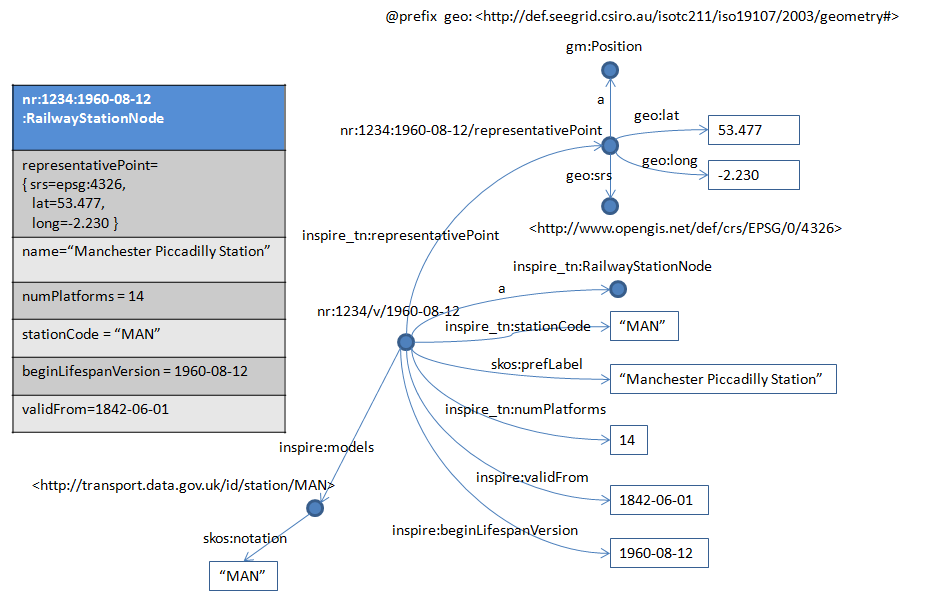 @prefix geo: <http://def.seegrid.csiro.au/isotc211/iso19107/2003/geometry#>
gm:Position
nr:1234:1960-08-12
:RailwayStationNode
representativePoint=
{ srs=epsg:4326,
lat=53.477,
long=-2.230 }
name=“Manchester Piccadilly Station”
numPlatforms = 14
stationCode = “MAN”
beginLifespanVersion = 1960-08-12
validFrom=1842-06-01
a
geo:lat
53.477
nr:1234:1960-08-12/representativePoint
geo:long
-2.230
geo:srs
<http://www.opengis.net/def/crs/EPSG/0/4326>
inspire_tn:representativePoint
inspire_tn:RailwayStationNode
a
nr:1234/v/1960-08-12
inspire_tn:stationCode
“MAN”
skos:prefLabel
“Manchester Piccadilly Station”
inspire_tn:numPlatforms
14
inspire:models
inspire:validFrom
1842-06-01
<http://transport.data.gov.uk/id/station/MAN>
inspire:beginLifespanVersion
1960-08-12
skos:notation
“MAN”